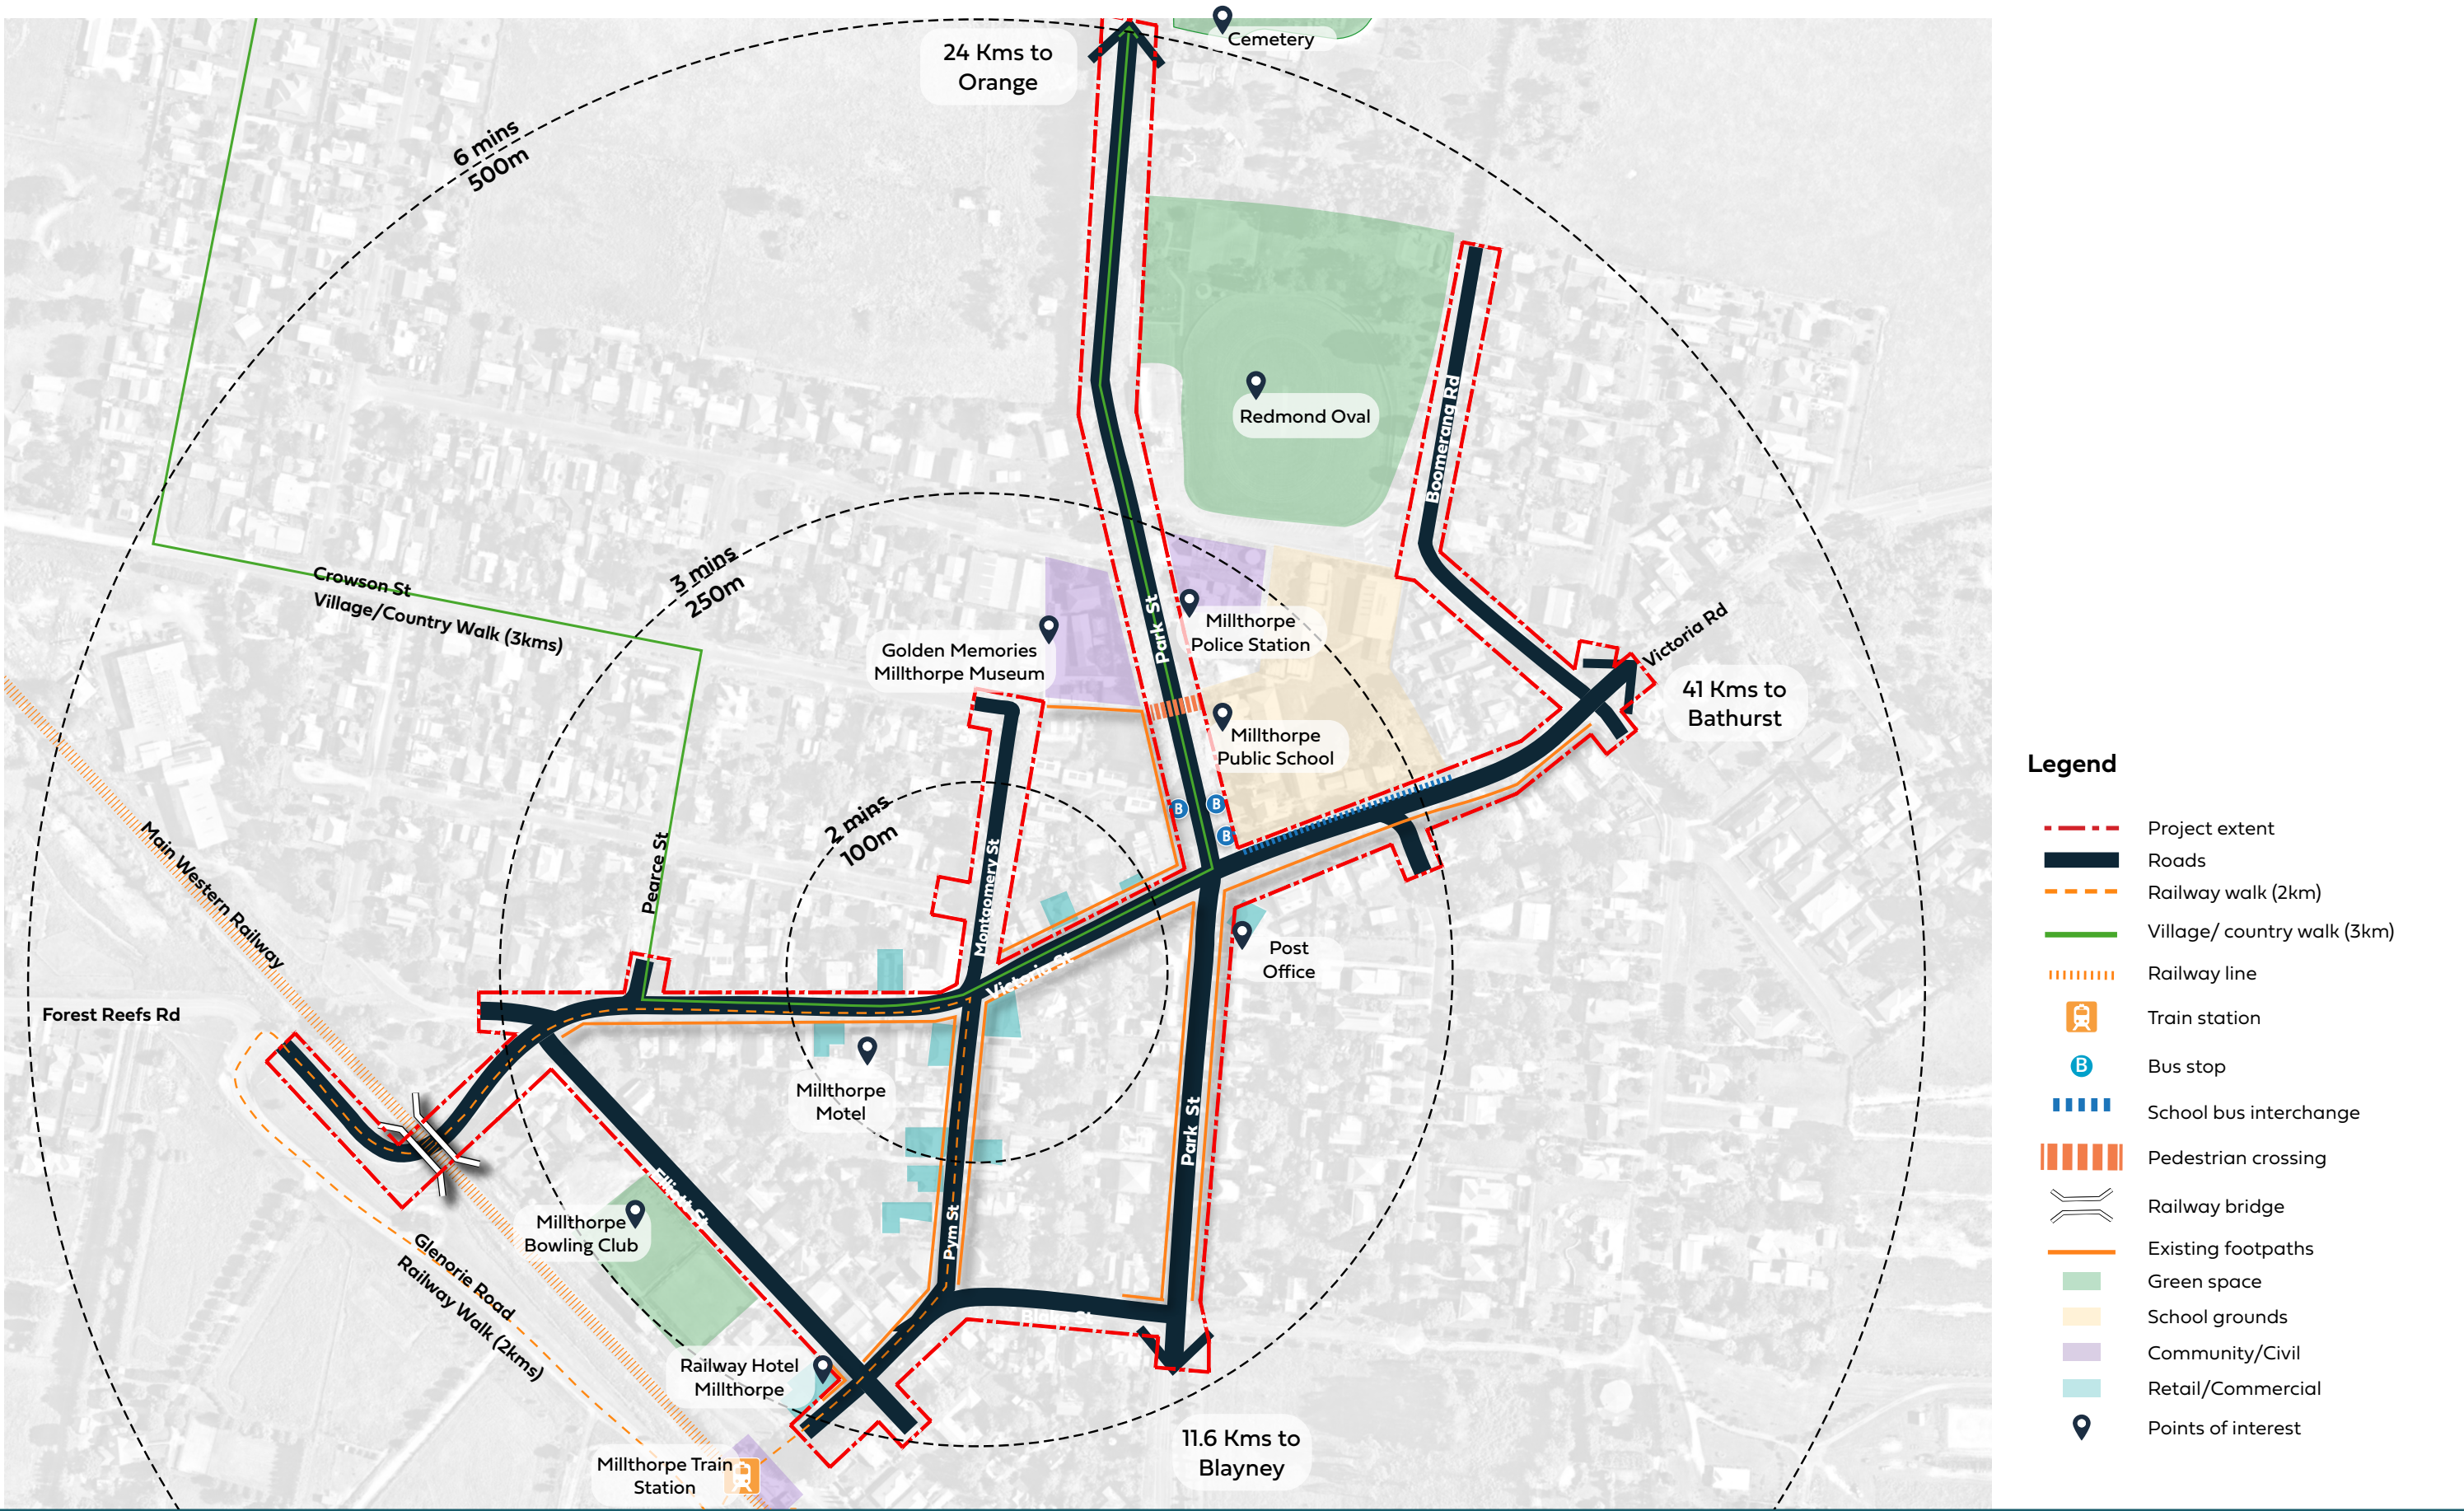 Cemetery
24 Kms to
Orange
6 mins
500m
Redmond Oval
Boomerang Rd
3 mins
250m
Crowson St
Village/Country Walk (3kms)
Park St
Millthorpe
Police Station
Golden Memories
Millthorpe Museum
Victoria Rd
41 Kms to
Bathurst
Millthorpe
Public School
B
B
B
2 mins
100m
Main Western Railway
Pearce St
Montgomery St
Victoria St
Post
Office
Forest Reefs Rd
Millthorpe
Motel
Park St
Elliott St
Pym St
Millthorpe
Bowling Club
Glenorie Road
Railway Walk (2kms)
Railway Hotel
Millthorpe
Millthorpe Train
Station
11.6 Kms to
Blayney
Legend
Project extent
Roads
Railway walk (2km)
Village/ country walk (3km)
Railway line
Train station
B
Bus stop
School bus interchange
Pedestrian crossing
Railway bridge
Existing footpaths
Green space
School grounds
Community/Civil
Retail/Commercial
Points of interest